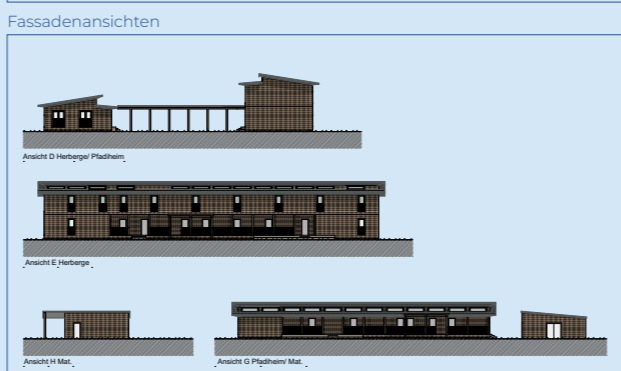 Fassadenansichten
Ansicht D Herberge/ Pfadiheim
Ansicht E Herberge
Ansicht H Mat.
Ansicht G Pfadiheim/ Mat.